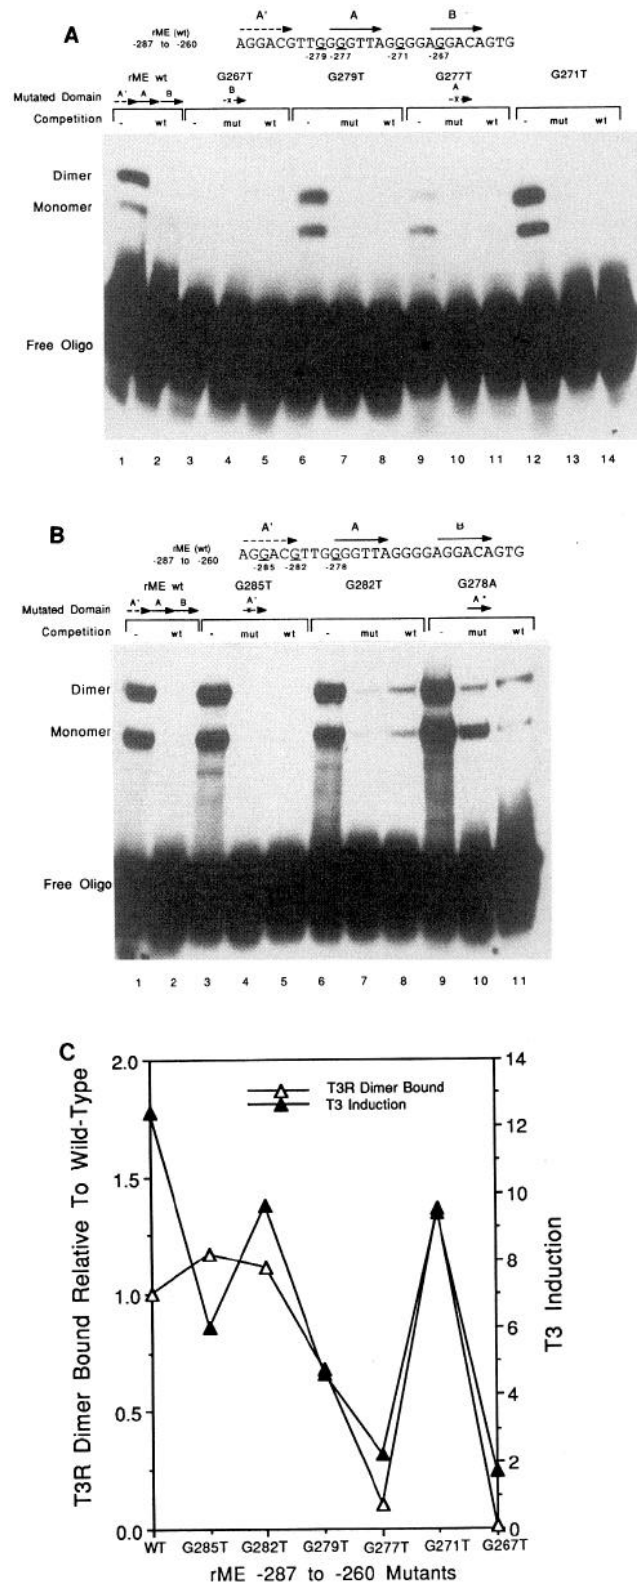 A
A' A B
rME (wt)
-287 to -260
AGGACGTTGGGGTTAGGGGAGGACAGTG
-279 -277 -271 -267
rME wt G267T G279T G277T G271T
Mutated Domain A' A B B A
Competition - wt - mut wt - mut wt - mut wt - mut wt
Dimer
Monomer
Free Oligo
1 2 3 4 5 6 7 8 9 10 11 12 13 14
B
A' A B
rME (wt)
-287 to -260
AGGACGTTGGGGTTAGGGGAGGACAGTG
-285 -282 -278
rME wt G285T G282T G278A
Mutated Domain A' A B A' A*
Competition - wt - mut wt - mut wt - mut wt
Dimer
Monomer
Free Oligo
1 2 3 4 5 6 7 8 9 10 11
C
T3R Dimer Bound Relative To Wild-Type
2.0
1.5
1.0
0.5
0.0
T3R Dimer Bound
T3 Induction
14
12
10
8
6
4
2
0
T3 Induction
WT G285T G282T G279T G277T G271T G267T
rME -287 to -260 Mutants